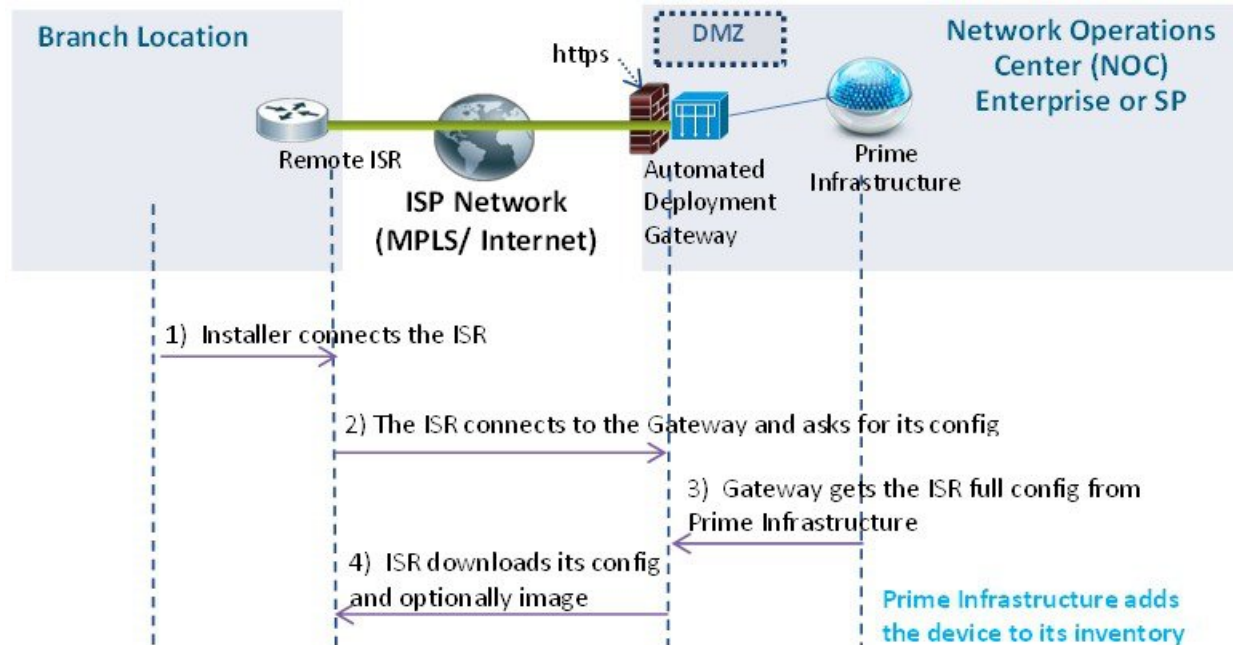 Branch Location
https
DMZ
Network Operations
Center (NOC)
Enterprise or SP
Remote ISR
ISP Network
(MPLS/ Internet)
Automated
Deployment
Gateway
Prime
Infrastructure
1) Installer connects the ISR
2) The ISR connects to the Gateway and asks for its config
3) Gateway gets the ISR full config from
Prime Infrastructure
4) ISR downloads its config
and optionally image
Prime Infrastructure adds
the device to its inventory